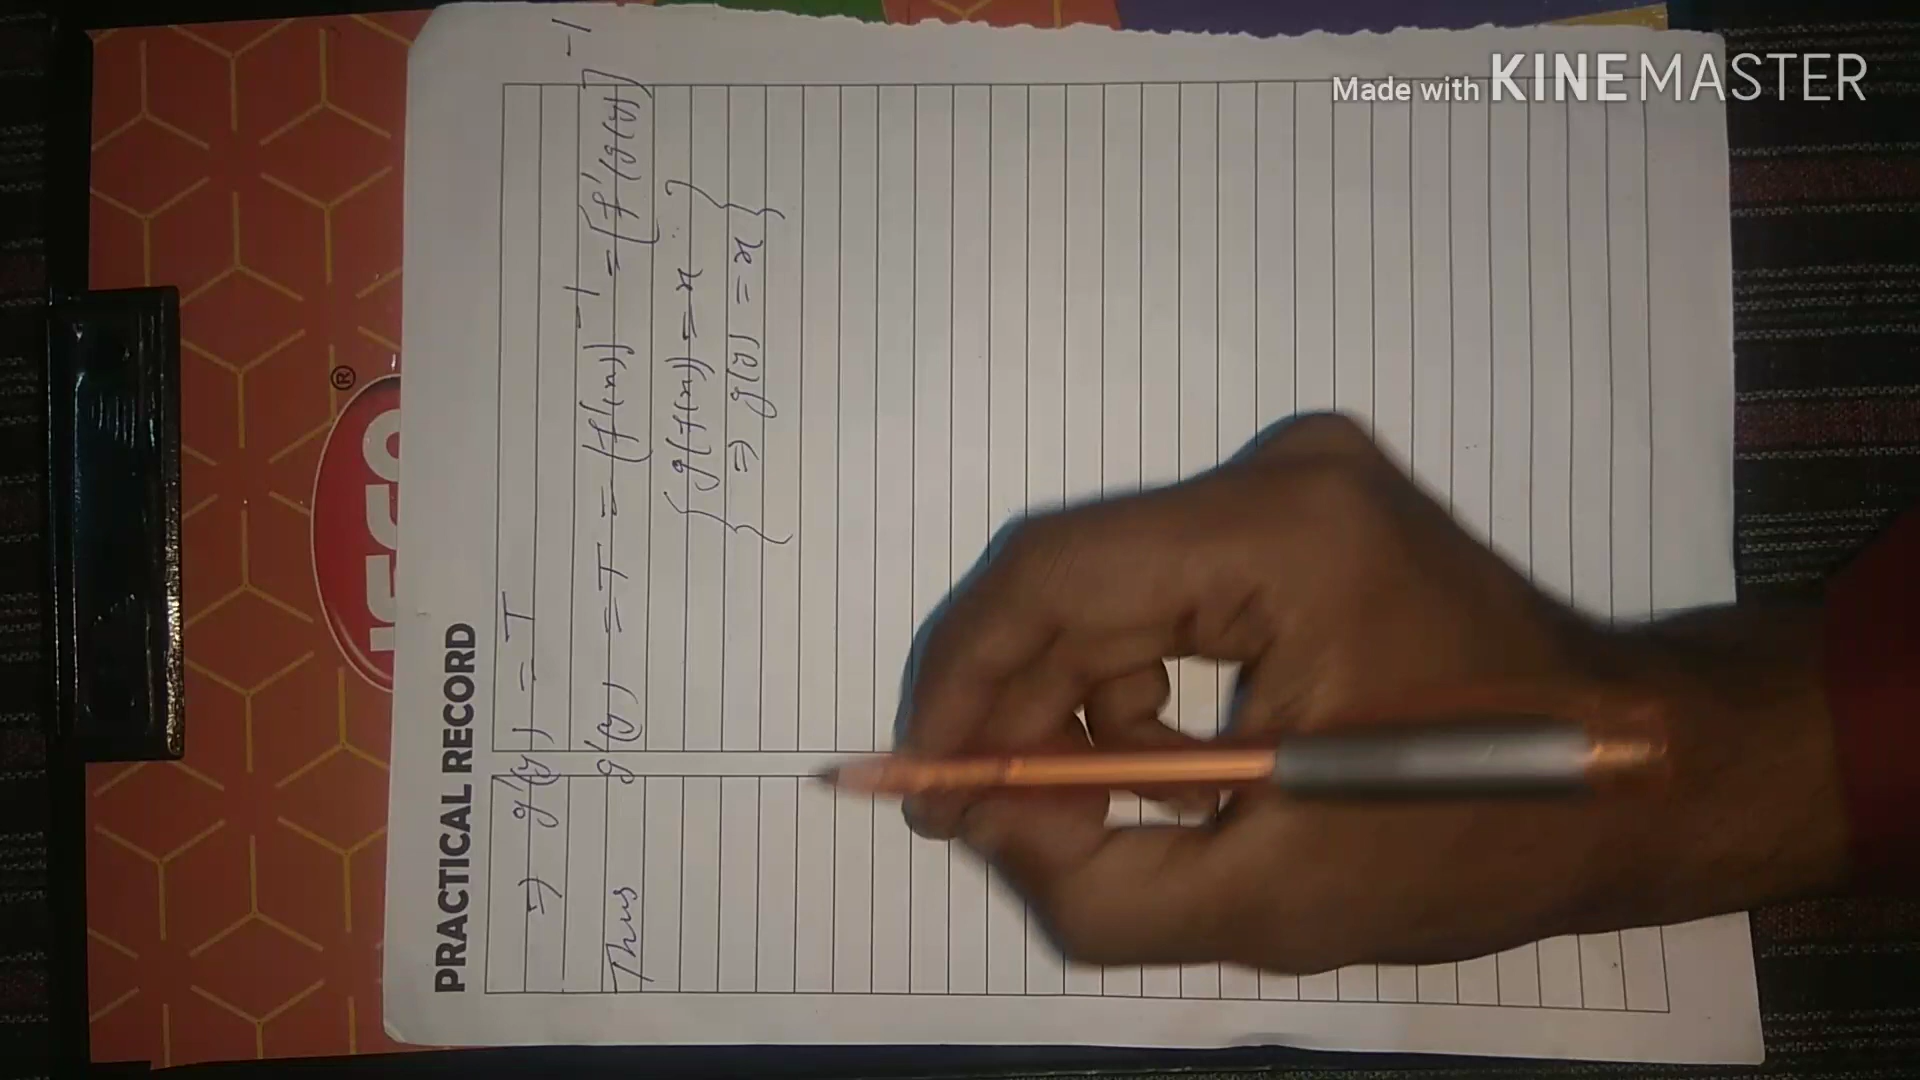 Made with KINEMASTER
PRACTICAL RECORD
⇒ g'(y) = T
Thus g'(y) = T = (f'(x))^-1 = [f'(g(y))]^-1
{ g(f(x)) = x }
{ ⇒ g(y) = x }
®